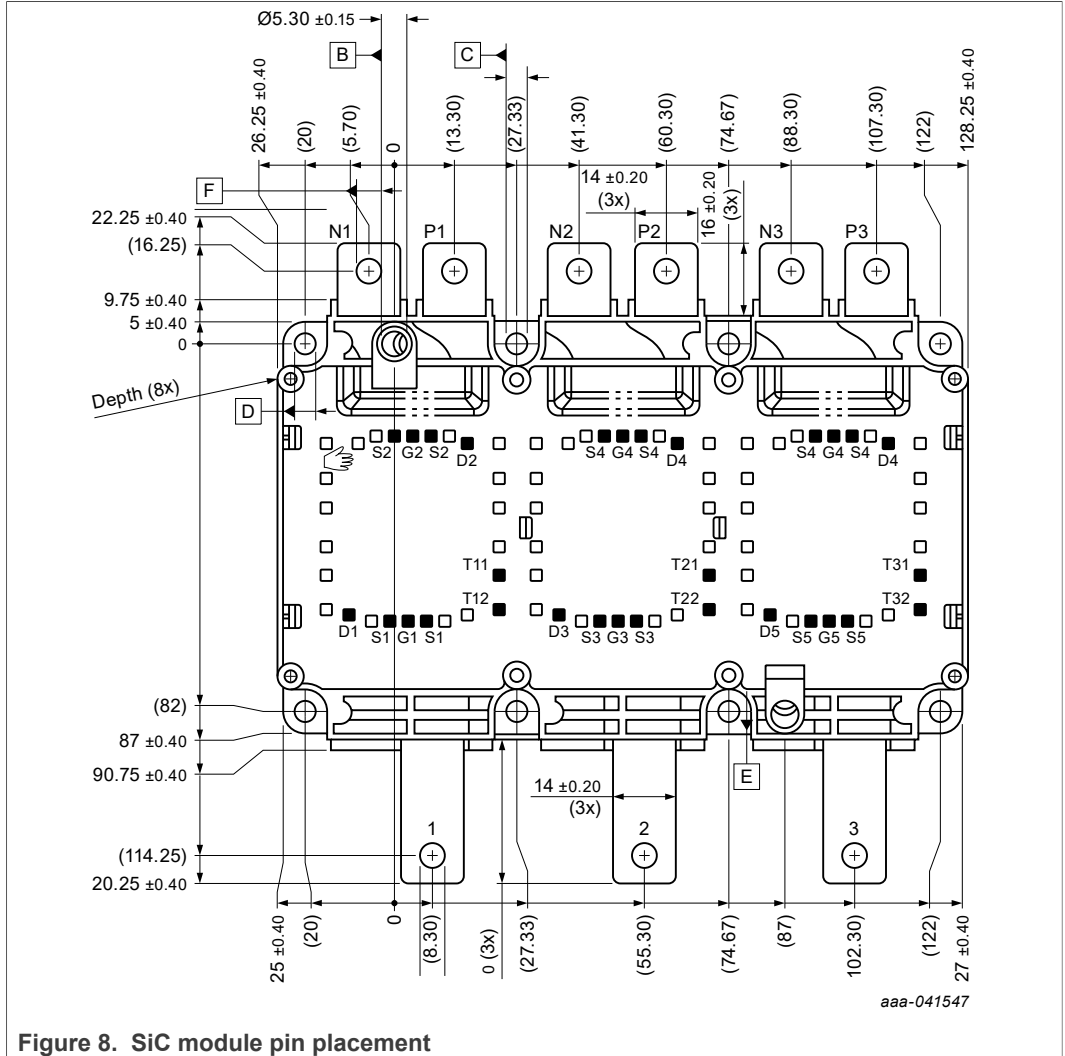 Ø5.30 ±0.15
B
C
26.25 ±0.40
(20)
(5.70)
0
(13.30)
(27.33)
(41.30)
(60.30)
(74.67)
(88.30)
(107.30)
(122)
128.25 ±0.40
F
14 ±0.20
(3x)
16 ±0.20
(3x)
22.25 ±0.40
(16.25)
9.75 ±0.40
5 ±0.40
0
N1 P1 N2 P2 N3 P3
Depth (8x)
D
S2 G2 S2 D2 S4 G4 S4 D4 S4 G4 S4 D4
T11 T21 T31
T12 T22 T32
D1 S1 G1 S1 D3 S3 G3 S3 D5 S5 G5 S5
(82)
87 ±0.40
90.75 ±0.40
E
14 ±0.20
(3x)
1 2 3
(114.25)
20.25 ±0.40
25 ±0.40
(20)
0
(8.30)
0 (3x)
(27.33)
(55.30)
(74.67)
(87)
102.30
(122)
27 ±0.40
aaa-041547
Figure 8. SiC module pin placement